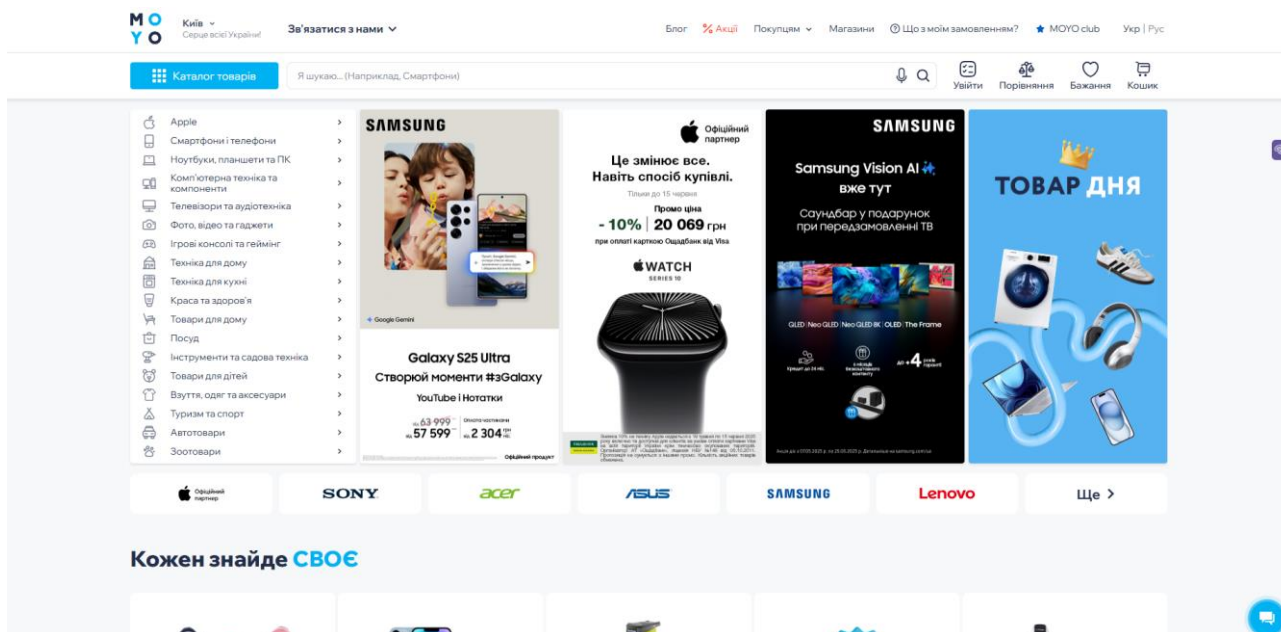 MOYO
Київ
Серце всієї України!
Зв'язатися з нами
Блог
% Акції
Покупцям
Магазини
Що з моїм замовленням?
MOYO club
Укр | Рус
Каталог товарів
Я шукаю... (Наприклад, Смартфони)
Увійти
Порівняння
Бажання
Кошик
Apple
Смартфони і телефони
Ноутбуки, планшети та ПК
Комп'ютерна техніка та
компоненти
Телевізори та аудіотехніка
Фото, відео та гаджети
Ігрові консолі та геймінг
Техніка для дому
Техніка для кухні
Краса та здоров'я
Товари для дому
Посуд
Інструменти та садова техніка
Товари для дітей
Взуття, одяг та аксесуари
Туризм та спорт
Автотовари
Зоотовари
SAMSUNG
Google Gemini
Galaxy S25 Ultra
Створюй моменти #зGalaxy
YouTube і Нотатки
63 999
57 599
2 304
Офіційний продукт
Офіційний
партнер
Це змінює все.
Навіть спосіб купівлі.
Тільки до 15 червня
Промо ціна
- 10% | 20 069 грн
при оплаті карткою Ощадбанк від Visa
WATCH
SERIES 10
SAMSUNG
Samsung Vision AI
вже тут
Саундбар у подарунок
при передзамовленні ТВ
QLED | Neo QLED | Neo QLED 8K | OLED | The Frame
Кредит до 24 міс.
до + 4 років
гарантії
ТОВАР ДНЯ
Офіційний
партнер
SONY
acer
ASUS
SAMSUNG
Lenovo
Ще
Кожен знайде СВОЄ